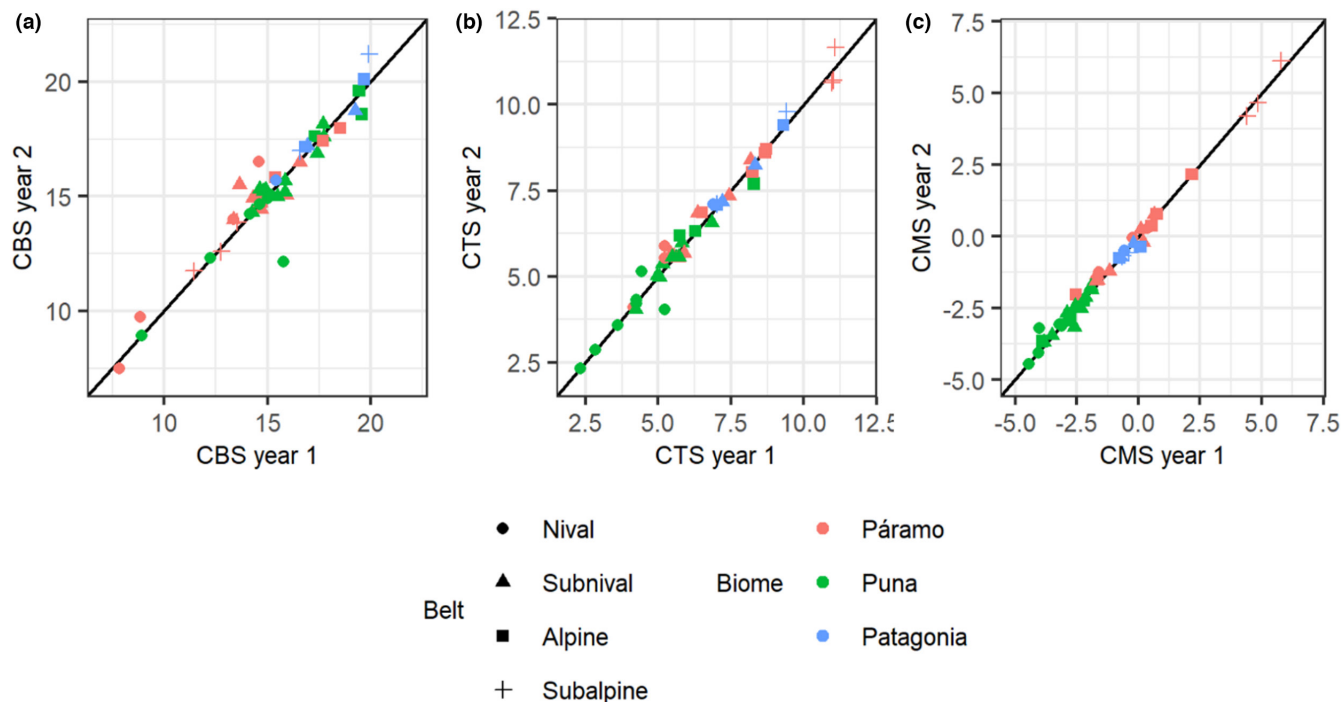 (a)
(b)
(c)
20
15
10
CBS year 2
10 15 20
CBS year 1
12.5
10.0
7.5
5.0
2.5
CTS year 2
2.5 5.0 7.5 10.0 12.5
CTS year 1
7.5
5.0
2.5
0.0
-2.5
-5.0
CMS year 2
-5.0 -2.5 0.0 2.5 5.0 7.5
CMS year 1
Belt
Nival
Subnival
Alpine
Subalpine
Biome
Páramo
Puna
Patagonia